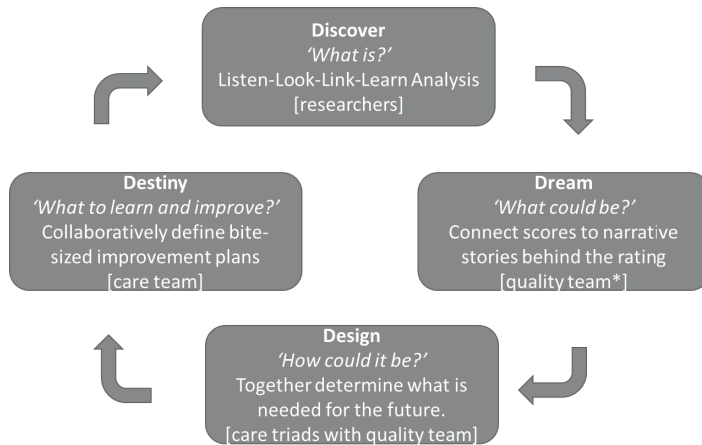 Discover
'What is?'
Listen-Look-Link-Learn Analysis
[researchers]
Dream
'What could be?'
Connect scores to narrative
stories behind the rating
[quality team*]
Design
'How could it be?'
Together determine what is
needed for the future.
[care triads with quality team]
Destiny
'What to learn and improve?'
Collaboratively define bite-
sized improvement plans
[care team]